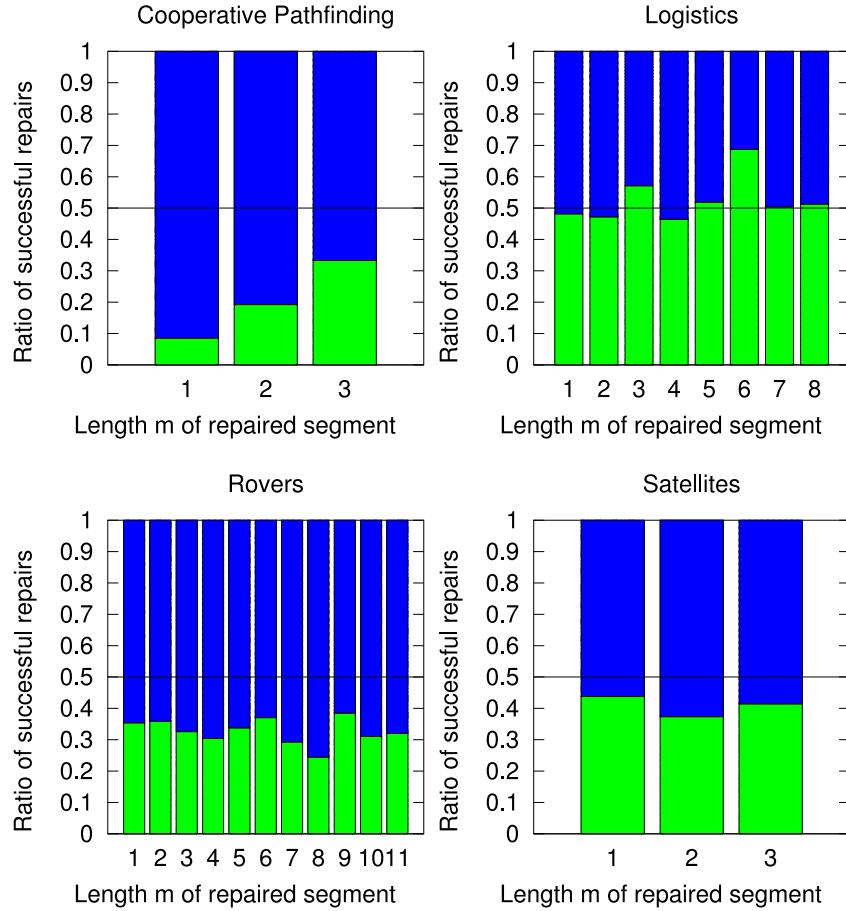 Cooperative Pathfinding
Ratio of successful repairs
1
0.9
0.8
0.7
0.6
0.5
0.4
0.3
0.2
0.1
0
1 2 3
Length m of repaired segment
Logistics
Ratio of successful repairs
1
0.9
0.8
0.7
0.6
0.5
0.4
0.3
0.2
0.1
0
1 2 3 4 5 6 7 8
Length m of repaired segment
Rovers
Ratio of successful repairs
1
0.9
0.8
0.7
0.6
0.5
0.4
0.3
0.2
0.1
0
1 2 3 4 5 6 7 8 9 10 11
Length m of repaired segment
Satellites
Ratio of successful repairs
1
0.9
0.8
0.7
0.6
0.5
0.4
0.3
0.2
0.1
0
1 2 3
Length m of repaired segment